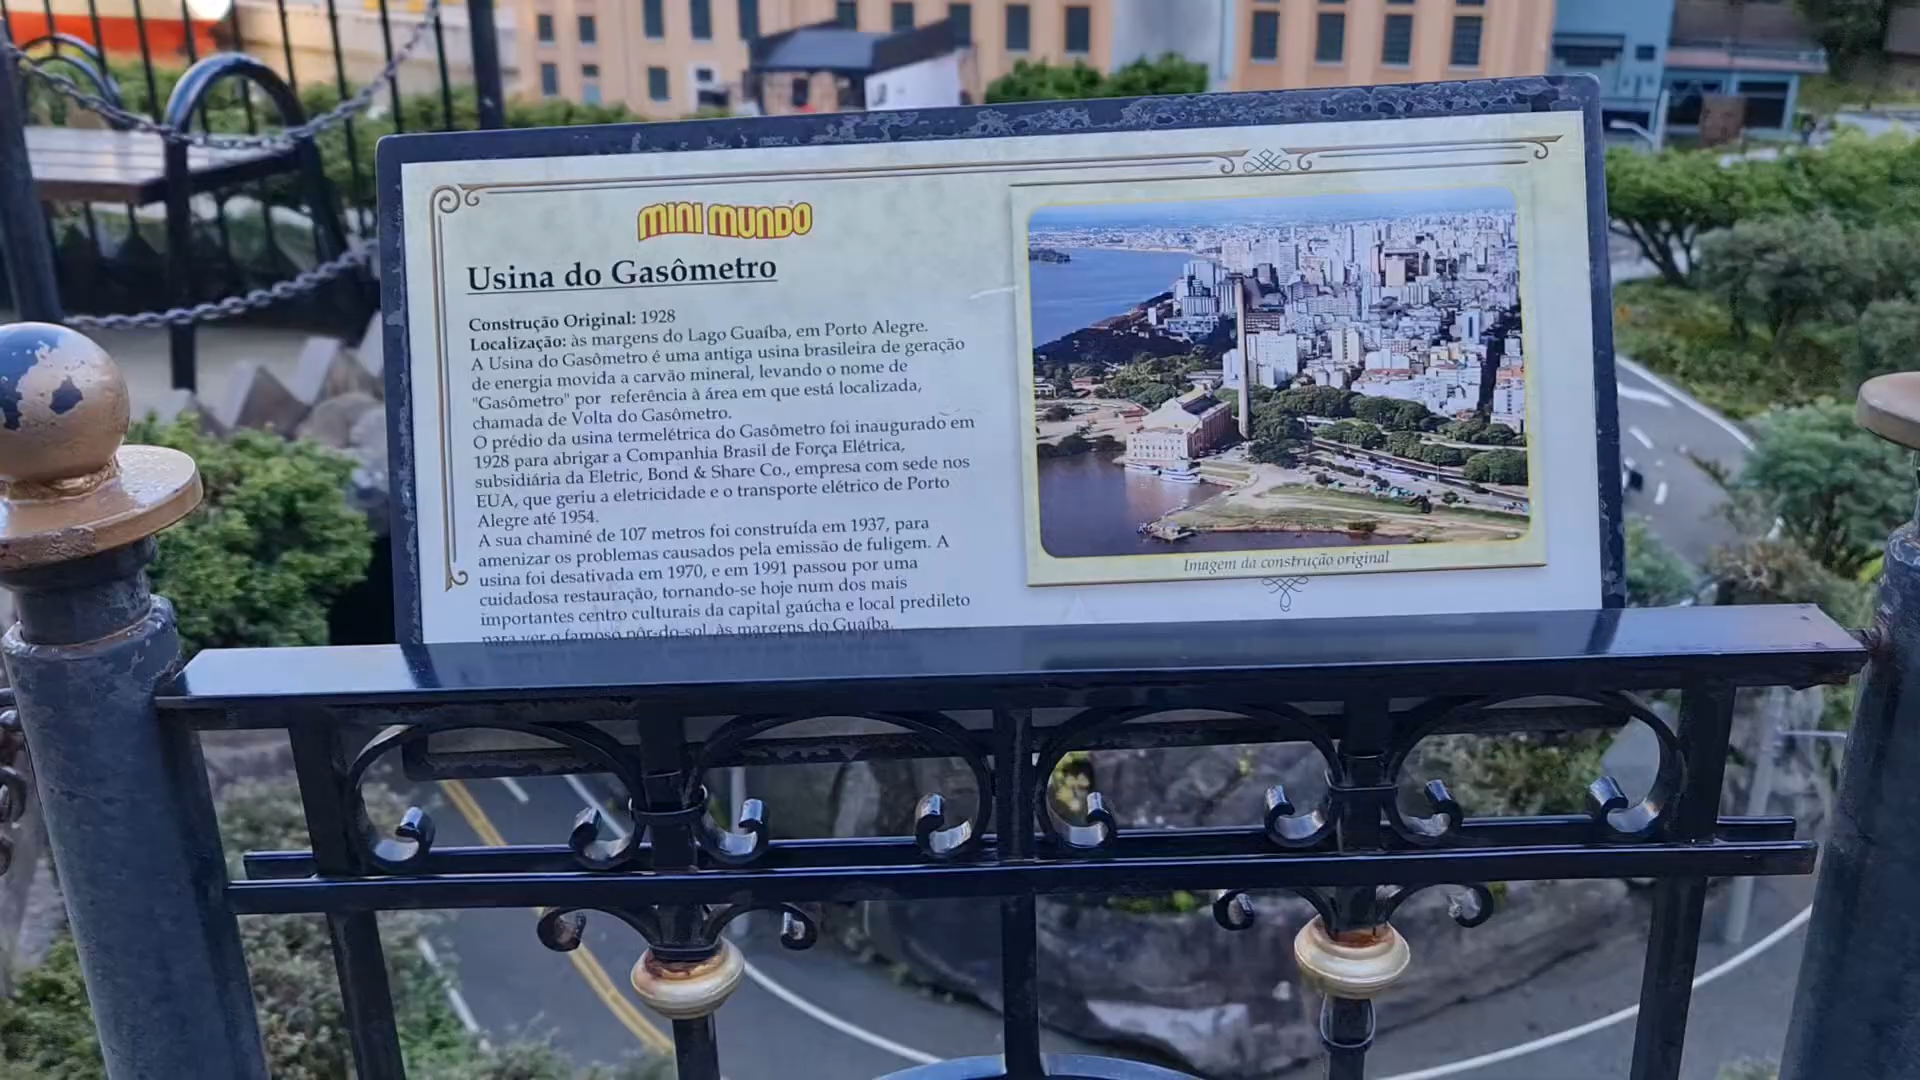 MINI MUNDO
Usina do Gasômetro
Construção Original: 1928
Localização: às margens do Lago Guaíba, em Porto Alegre.
A Usina do Gasômetro é uma antiga usina brasileira de geração
de energia movida a carvão mineral, levando o nome de
"Gasômetro" por referência à área em que está localizada,
chamada de Volta do Gasômetro.
O prédio da usina termelétrica do Gasômetro foi inaugurado em
1928 para abrigar a Companhia Brasil de Força Elétrica,
subsidiária da Eletric, Bond & Share Co., empresa com sede nos
EUA, que geriu a eletricidade e o transporte elétrico de Porto
Alegre até 1954.
A sua chaminé de 107 metros foi construída em 1937, para
amenizar os problemas causados pela emissão de fuligem. A
usina foi desativada em 1970, e em 1991 passou por uma
cuidadosa restauração, tornando-se hoje num dos mais
importantes centro culturais da capital gaúcha e local predileto
para ver o famoso pôr-do-sol, às margens do Guaíba.
Imagem da construção original